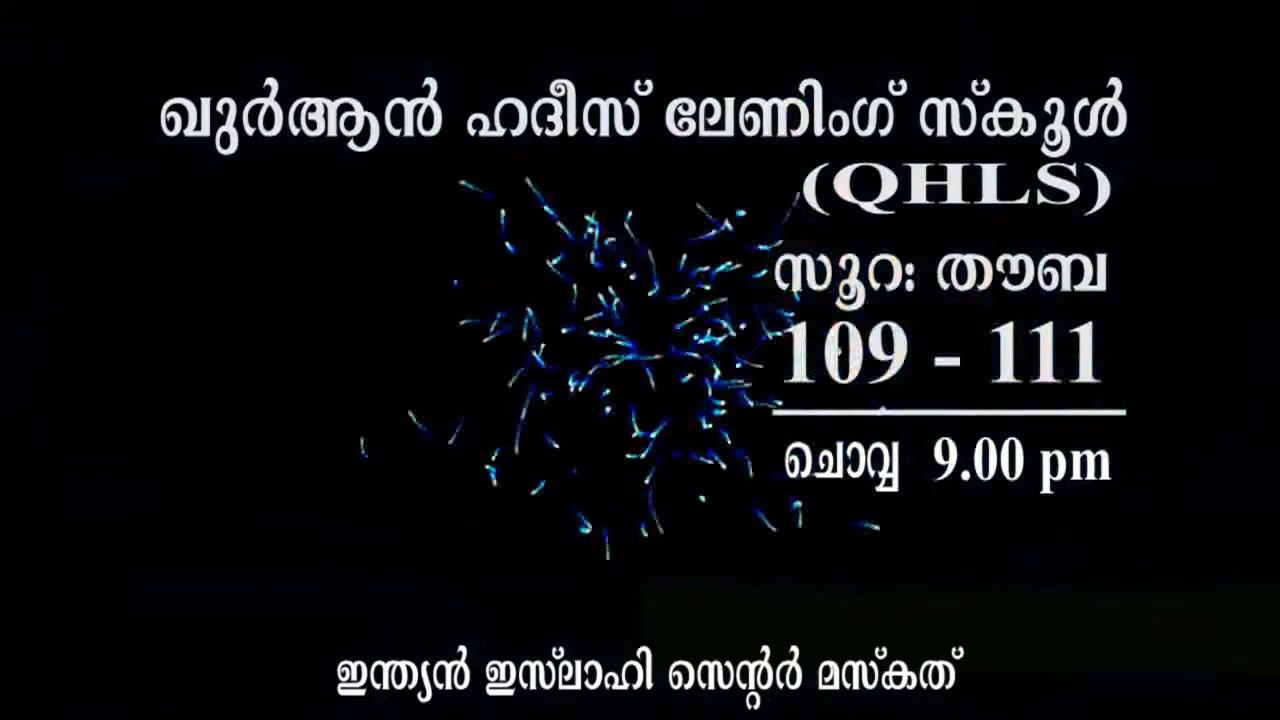 ഖുർആൻ ഹദീസ് ലേണിംഗ് സ്കൂൾ
(QHLS)
സൂറ: തൗബ
109 - 111
ചൊവ്വ 9.00 pm
ഇന്ത്യൻ ഇസ്‌ലാഹി സെന്റർ മസ്കത്